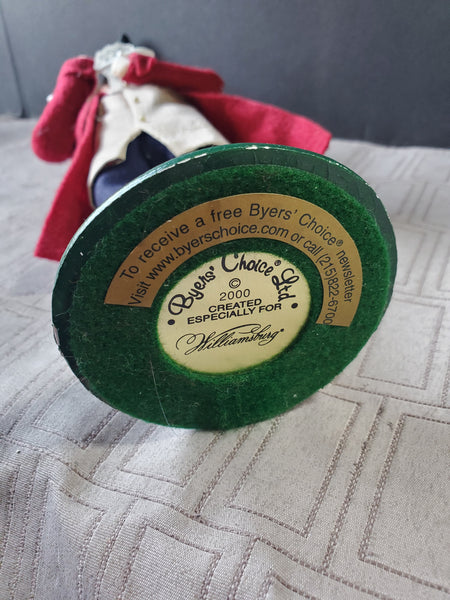 To receive a free Byers' Choice® newsletter
Visit www.byerschoice.com or call (215)822-6700
• Byers' Choice® Ltd •
©
2000
CREATED
ESPECIALLY FOR
Williamsburg